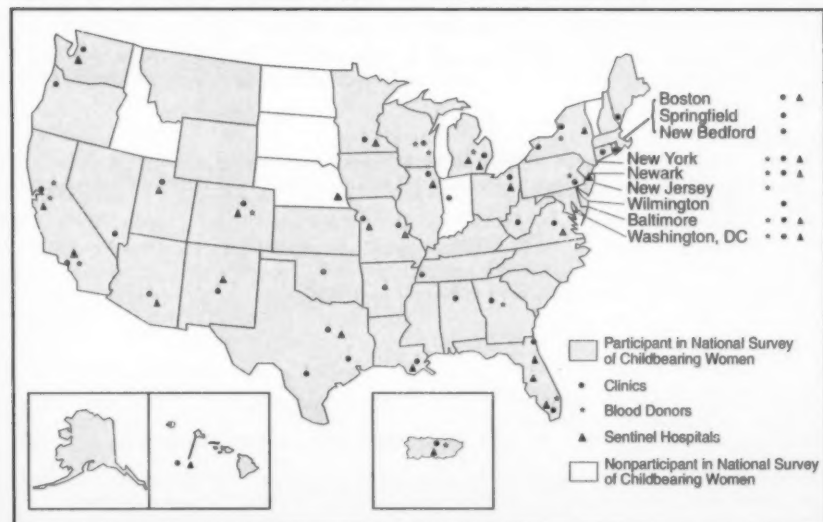 Boston
Springfield
New Bedford
New York
Newark
New Jersey
Wilmington
Baltimore
Washington, DC
Participant in National Survey
of Childbearing Women
Clinics
Blood Donors
Sentinel Hospitals
Nonparticipant in National Survey
of Childbearing Women